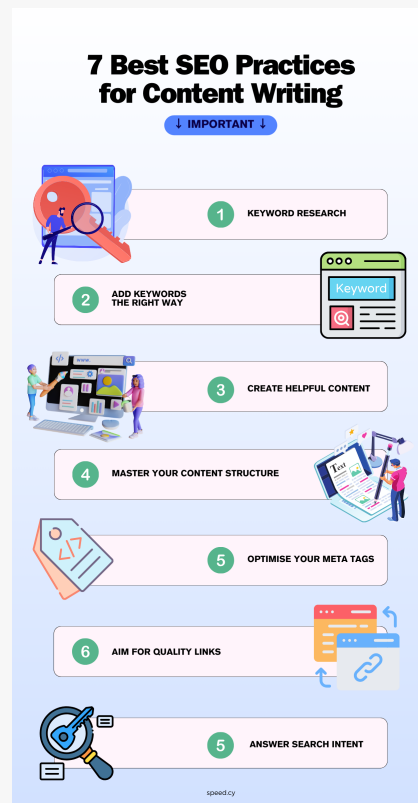 7 Best SEO Practices
for Content Writing
↓ IMPORTANT ↓
1 KEYWORD RESEARCH
2 ADD KEYWORDS
THE RIGHT WAY
Keyword
www.
3 CREATE HELPFUL CONTENT
4 MASTER YOUR CONTENT STRUCTURE
Text
</>
5 OPTIMISE YOUR META TAGS
6 AIM FOR QUALITY LINKS
5 ANSWER SEARCH INTENT
speed.cy